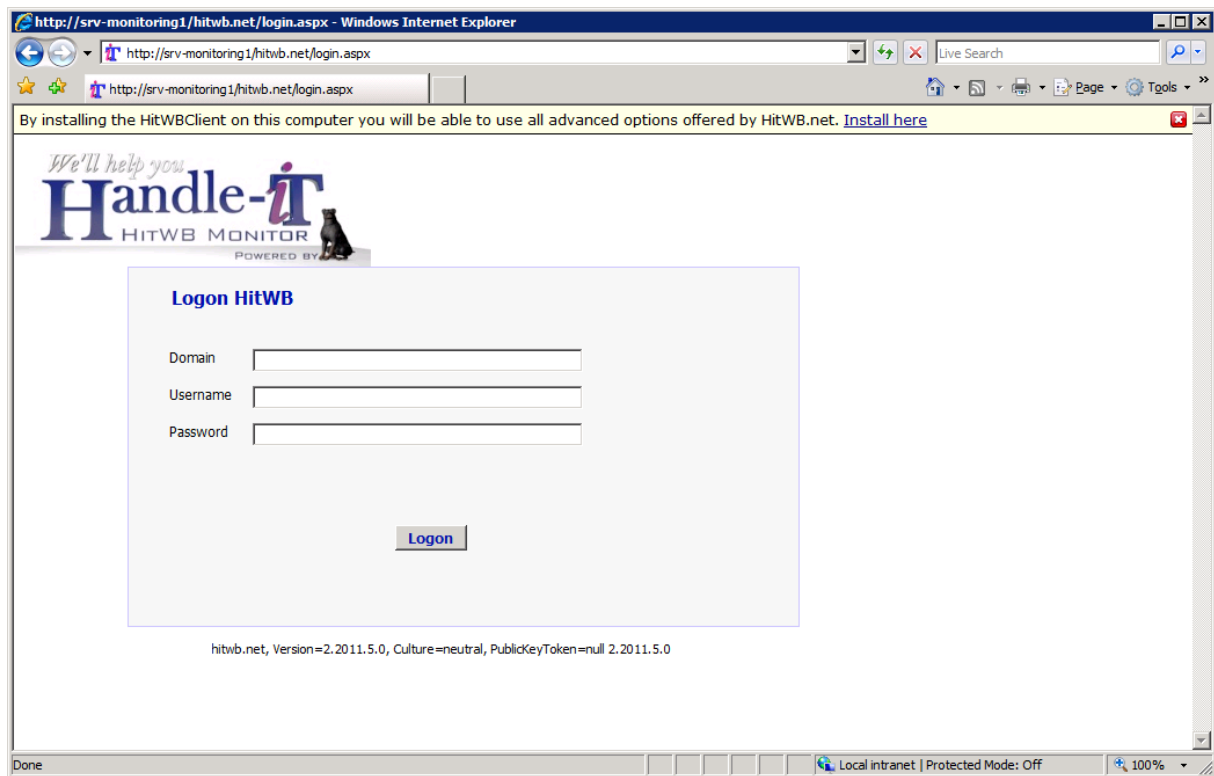 http://srv-monitoring1/hitwb.net/login.aspx - Windows Internet Explorer
http://srv-monitoring1/hitwb.net/login.aspx
Live Search
http://srv-monitoring1/hitwb.net/login.aspx
Page
Tools
By installing the HitWBClient on this computer you will be able to use all advanced options offered by HitWB.net. Install here
We'll help you
Handle-iT
HITWB MONITOR
POWERED BY
Logon HitWB
Domain
Username
Password
Logon
hitwb.net, Version=2.2011.5.0, Culture=neutral, PublicKeyToken=null 2.2011.5.0
Done
Local intranet | Protected Mode: Off
100%